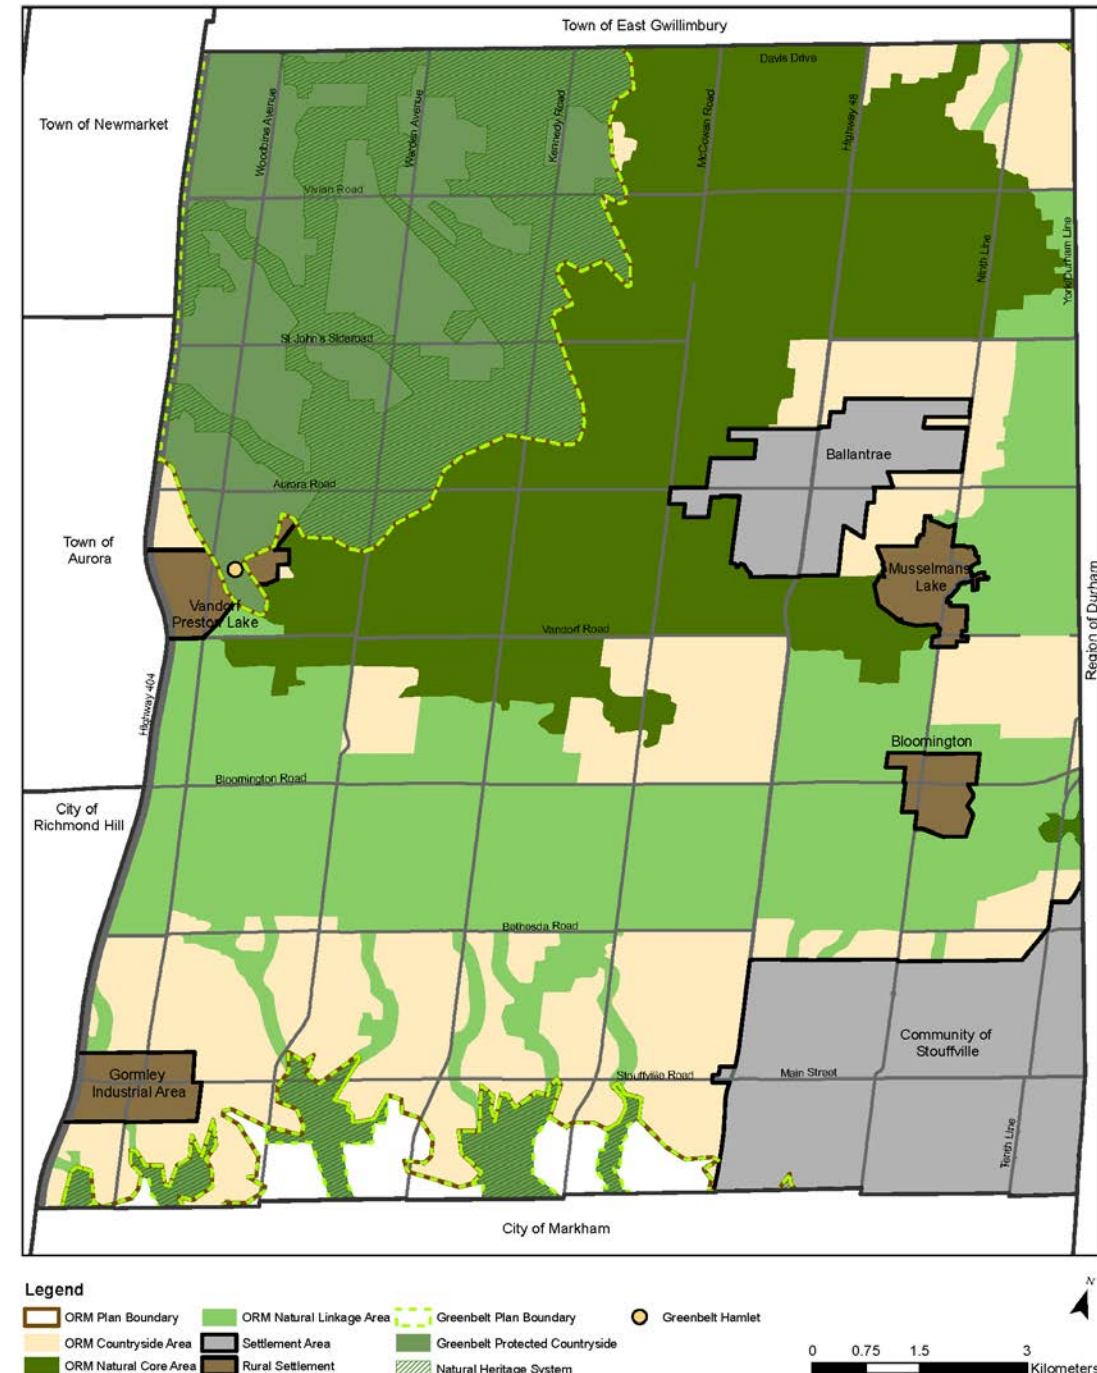 Town of East Gwillimbury
Davis Drive
Town of Newmarket
Woodbine Avenue
Warden Avenue
Kennedy Road
McCowan Road
Highway 48
Vivian Road
Ninth Line
York/Durham Line
St John's Sideroad
Ballantrae
Aurora Road
Town of
Aurora
Musselmans
Lake
Vandorf
Preston Lake
Vandorf Road
Region of Durham
Highway 404
Bloomington
Bloomington Road
City of
Richmond Hill
Bethesda Road
Community of
Stouffville
Gormley
Industrial Area
Stouffville Road
Main Street
Tenth Line
City of Markham
Legend
N
ORM Plan Boundary
ORM Natural Linkage Area
Greenbelt Plan Boundary
Greenbelt Hamlet
ORM Countryside Area
Settlement Area
Greenbelt Protected Countryside
ORM Natural Core Area
Rural Settlement
Natural Heritage System
0 0.75 1.5 3
Kilometers